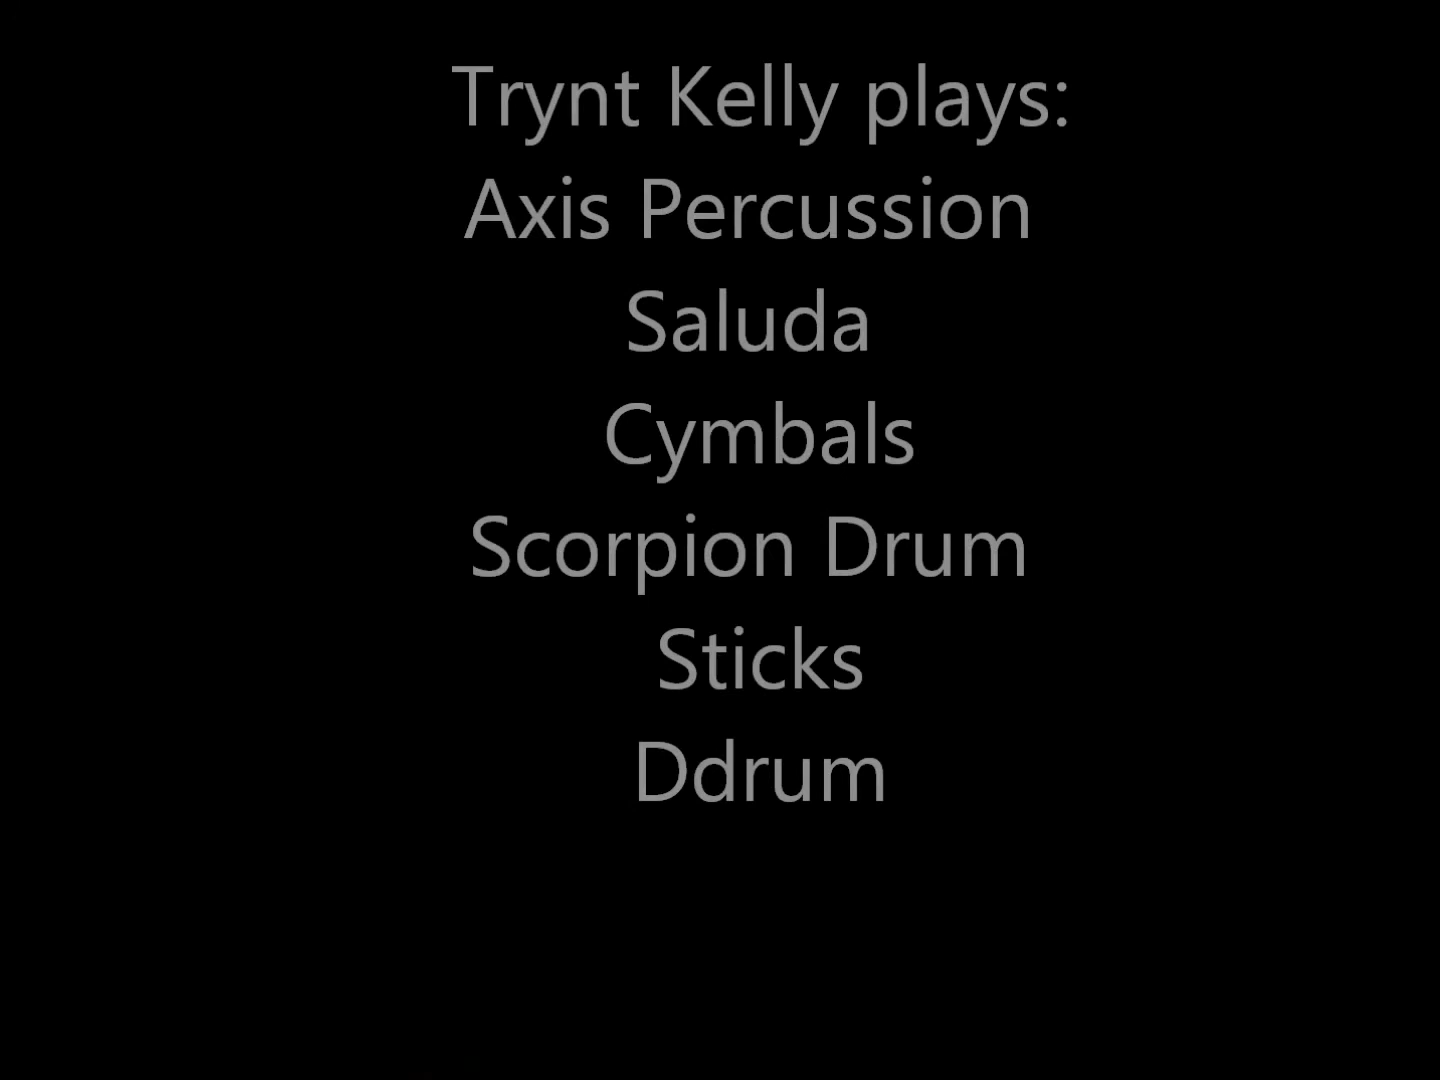 Trynt Kelly plays:
Axis Percussion
Saluda
Cymbals
Scorpion Drum
Sticks
Ddrum